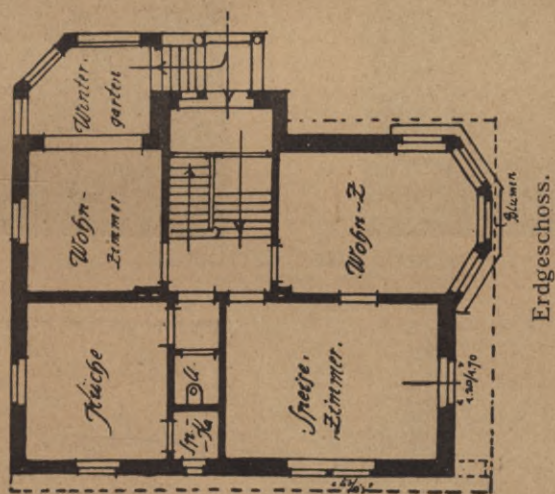 Winter-
garten
Wohn-
Zimmer
Wohn-Z
Blumen
Küche
Speise-
Zimmer.
Erdgeschoss.